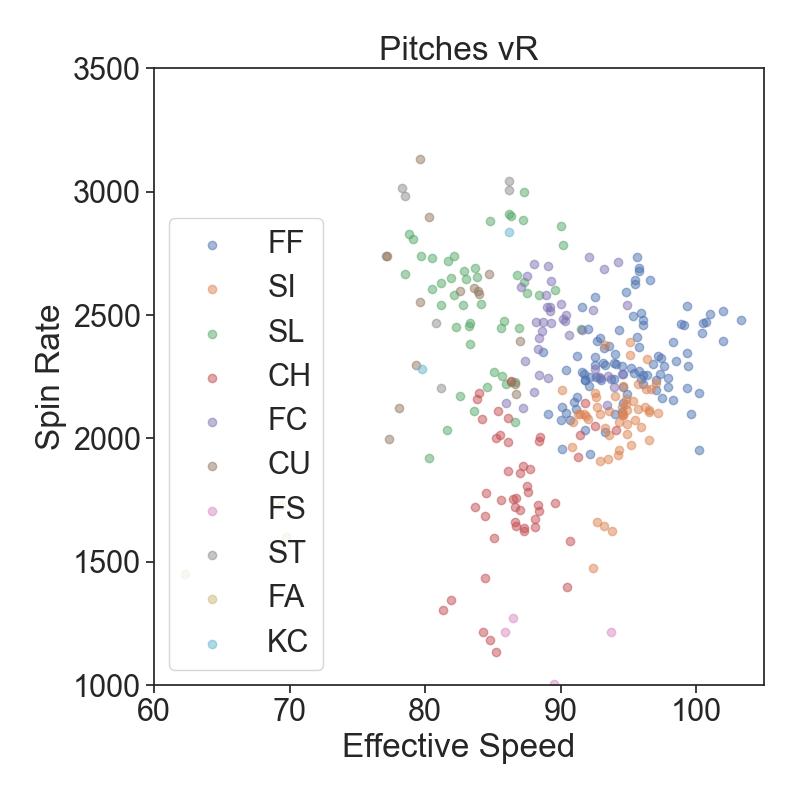 Pitches vR
3500
3000
2500
2000
1500
1000
Spin Rate
FF
SI
SL
CH
FC
CU
FS
ST
FA
KC
60 70 80 90 100
Effective Speed